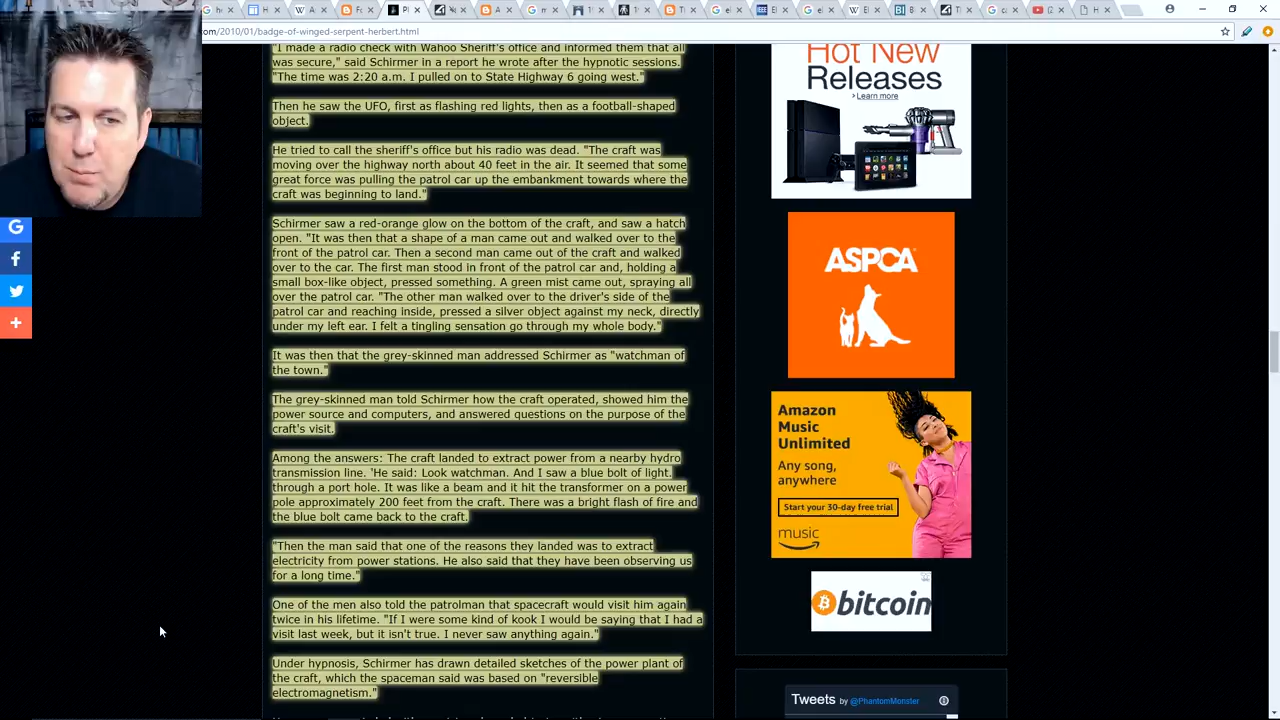 com/2010/01/badge-of-winged-serpent-herbert.html
"I made a radio check with Wahoo Sheriff's office and informed them that all
was secure," said Schirmer in a report he wrote after the hypnotic sessions.
"The time was 2:20 a.m. I pulled on to State Highway 6 going west."
Then he saw the UFO, first as blinking red lights, then as a football-shaped
object.
He tried to call the Sheriff's office but his radio was dead. "The craft was
moving over the highway north about 40 feet in the air. It seemed that some
great force was pulling the patrol car up the embankment towards where the
craft was beginning to land."
Schirmer saw a red-orange glow on the bottom of the craft, and saw a hatch
open. "It was then that a shape of a man came out and walked over to the
front of the patrol car. Then a second man came out of the craft and walked
over to the car. The first man stood in front of the patrol car and, holding a
small box-like object, pressed something. A green mist came out, spraying all
over the patrol car. "The other man walked over to the driver's side of the
patrol car and reaching inside, pressed a silver object against my neck, directly
under my left ear. I felt a tingling sensation go through my whole body."
It was then that the grey-skinned man addressed Schirmer as "watchman of
the town."
The grey-skinned man told Schirmer how the craft operated, showed him the
power source and computers, and answered questions on the purpose of the
craft's visit.
Among the answers: The craft landed to extract power from a nearby hydro
transmission line. 'He said: Look watchman. And I saw a blue bolt of light.
through a port hole. It was like a beam and it hit the transformer on a power
pole approximately 200 feet from the craft. There was a bright flash of fire and
the blue bolt came back to the craft.
"Then the man said that one of the reasons they landed was to extract
electricity from power stations. He also said that they have been observing us
for a long time."
One of the men also told the patrolman that spacecraft would visit him again
twice in his lifetime. "If I were some kind of kook I would be saying that I had a
visit last week, but it isn't true. I never saw anything again."
Under hypnosis, Schirmer has drawn detailed sketches of the power plant of
the craft, which the spaceman said was based on "reversible
electromagnetism."
Hot New
Releases
› Learn more
ASPCA
Amazon
Music
Unlimited
Any song,
anywhere
Start your 30-day free trial
music
bitcoin
Tweets by @PhantomMonster